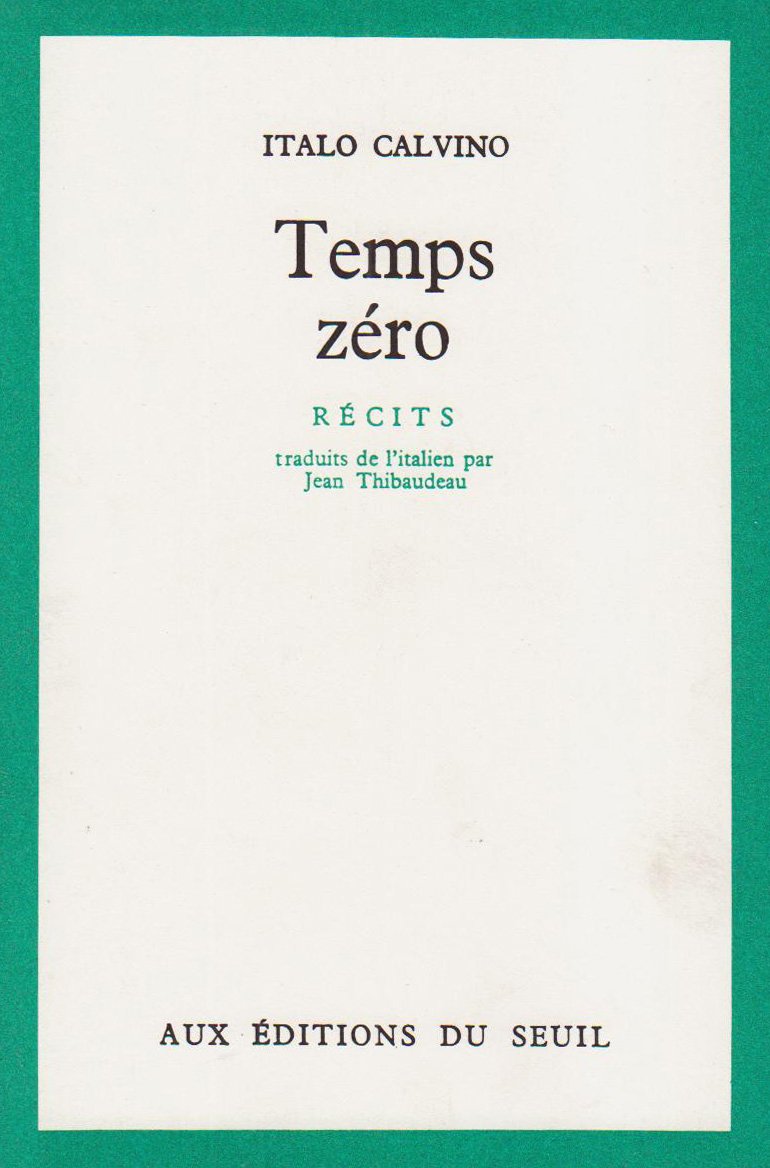 ITALO CALVINO
Temps
zéro
RÉCITS
traduits de l'italien par
Jean Thibaudeau
AUX ÉDITIONS DU SEUIL